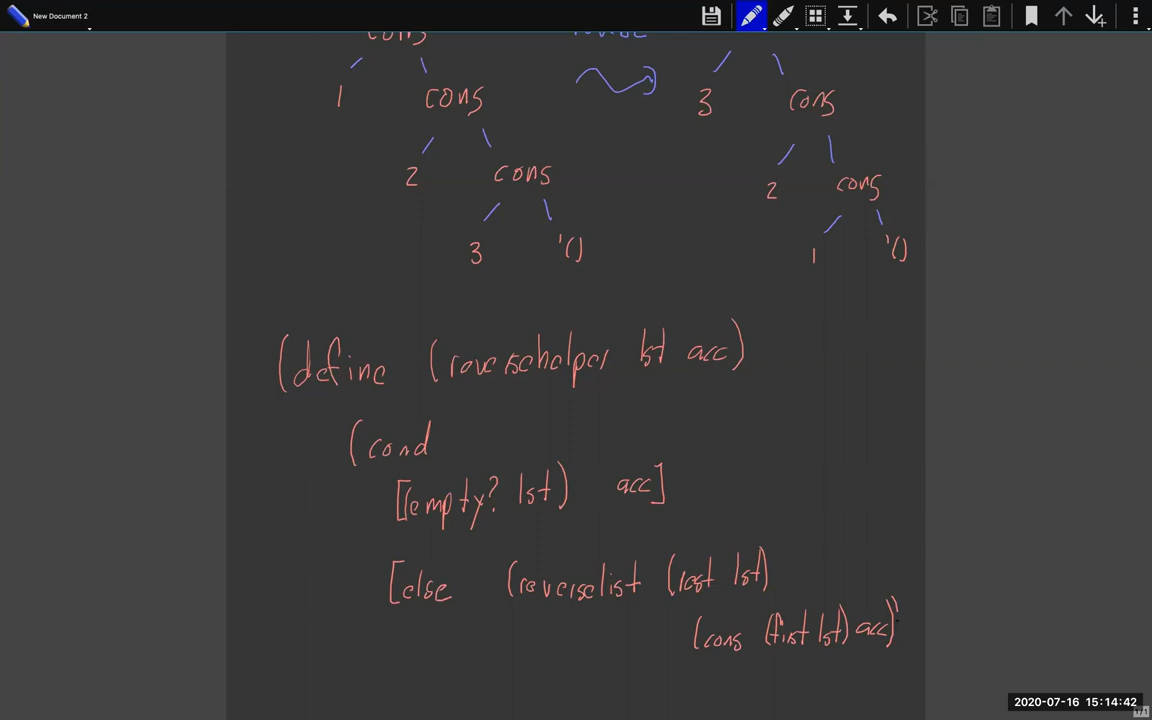 New Document 2
cons
1 cons 3 cons
2 cons 2 cons
3 '() 1 '()
(define (reversehelper lst acc)
(cond
[(empty? lst) acc]
[else (reverselist (rest lst)
(cons (first lst) acc))
2020-07-16 15:14:42